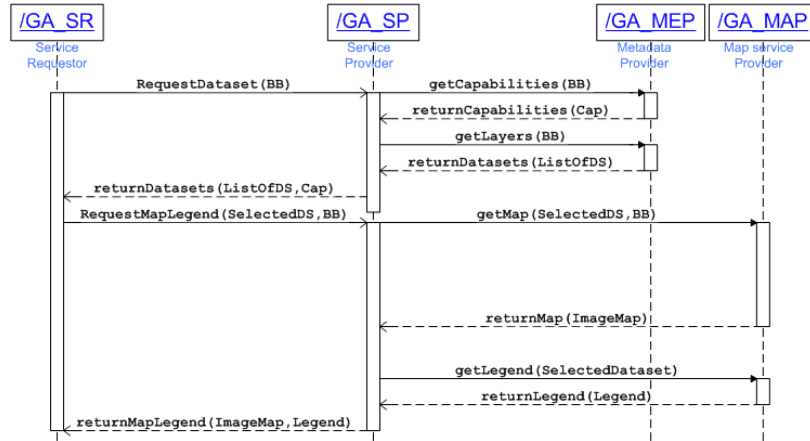 /GA_SR /GA_SP /GA_MEP /GA_MAP
Service Service Metadata Map service
Requestor Provider Provider Provider
RequestDataset(BB) getCapabilities(BB)
returnCapabilities(Cap)
getLayers(BB)
returnDatasets(ListOfDS)
returnDatasets(ListOfDS,Cap)
RequestMapLegend(SelectedDS,BB) getMap(SelectedDS,BB)
returnMap(ImageMap)
getLegend(SelectedDataset)
returnLegend(Legend)
returnMapLegend(ImageMap,Legend)